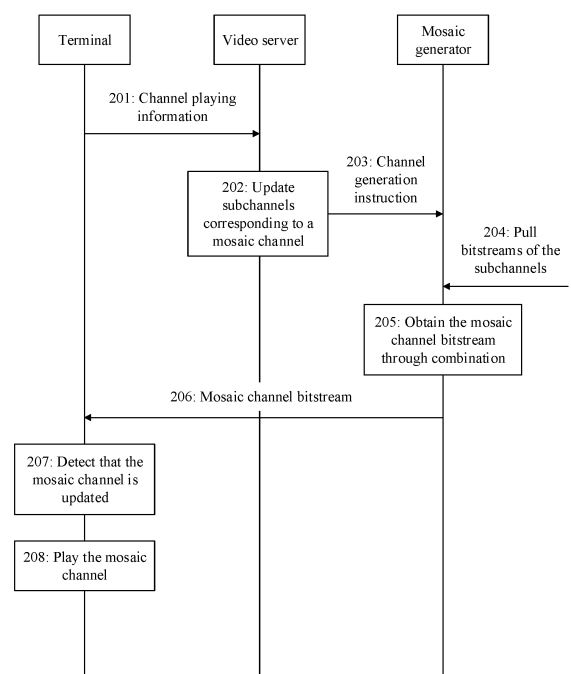 Terminal
Video server
Mosaic
generator
201: Channel playing
information
202: Update
subchannels
corresponding to a
mosaic channel
203: Channel
generation
instruction
204: Pull
bitstreams of the
subchannels
205: Obtain the mosaic
channel bitstream
through combination
206: Mosaic channel bitstream
207: Detect that the
mosaic channel is
updated
208: Play the mosaic
channel